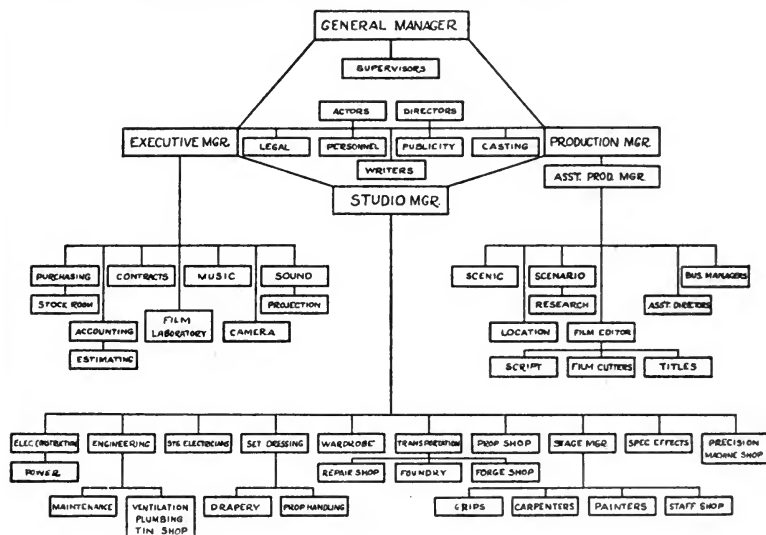 GENERAL MANAGER
SUPERVISORS
ACTORS
DIRECTORS
EXECUTIVE MGR.
LEGAL
PERSONNEL
PUBLICITY
CASTING
PRODUCTION MGR.
WRITERS
ASST. PROD. MGR.
STUDIO MGR.
PURCHASING
CONTRACTS
MUSIC
SOUND
SCENIC
SCENARIO
BUS. MANAGERS
STOCK ROOM
PROJECTION
RESEARCH
ASST. DIRECTORS
ACCOUNTING
FILM
LABORATORY
CAMERA
LOCATION
FILM EDITOR
ESTIMATING
SCRIPT
FILM CUTTERS
TITLES
ELEC. CONSTRUCTION
ENGINEERING
STG. ELECTRICIANS
SET DRESSING
WARDROBE
TRANSPORTATION
PROP SHOP
STAGE MGR.
SPEC. EFFECTS
PRECISION
MACHINE SHOP
POWER
REPAIR SHOP
FOUNDRY
FORGE SHOP
MAINTENANCE
VENTILATION
PLUMBING
TIN SHOP
DRAPERY
PROP HANDLING
GRIPS
CARPENTERS
PAINTERS
STAFF SHOP